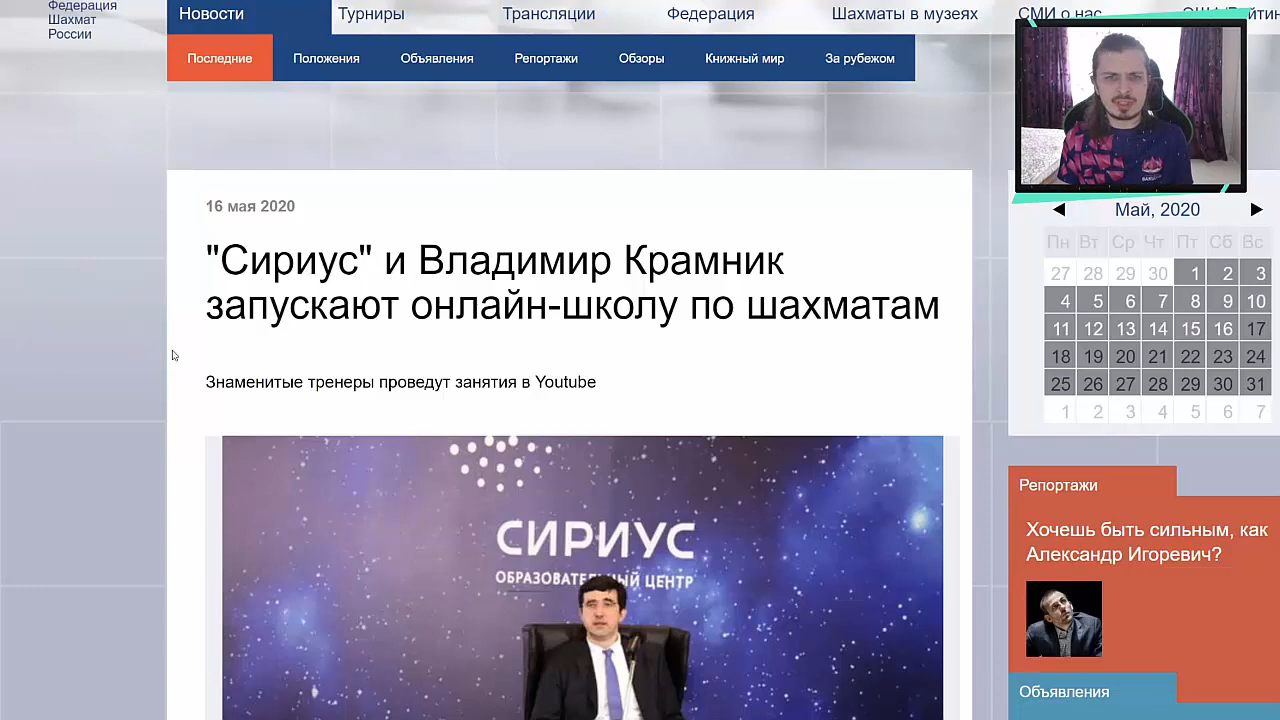 Федерация
Шахмат
России
Новости
Турниры
Трансляции
Федерация
Шахматы в музеях
СМИ о нас
Последние
Положения
Объявления
Репортажи
Обзоры
Книжный мир
За рубежом
16 мая 2020
"Сириус" и Владимир Крамник
запускают онлайн-школу по шахматам
Знаменитые тренеры проведут занятия в Youtube
СИРИУС
ОБРАЗОВАТЕЛЬНЫЙ ЦЕНТР
Май, 2020
Пн Вт Ср Чт Пт Сб Вс
27 28 29 30 1 2 3
4 5 6 7 8 9 10
11 12 13 14 15 16 17
18 19 20 21 22 23 24
25 26 27 28 29 30 31
1 2 3 4 5 6 7
Репортажи
Хочешь быть сильным, как
Александр Игоревич?
Объявления